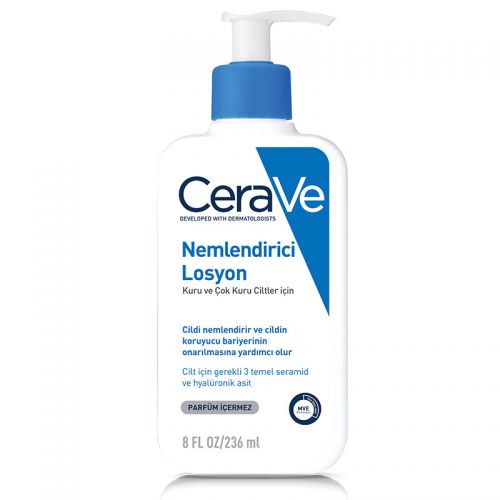 CeraVe
DEVELOPED WITH DERMATOLOGISTS
Nemlendirici
Losyon
Kuru ve Çok Kuru Ciltler için
Cildi nemlendirir ve cildin
koruyucu bariyerinin
onarılmasına yardımcı olur
Cilt için gerekli 3 temel seramid
ve hyalüronik asit
PARFÜM İÇERMEZ
MVE
8 FL OZ/236 ml